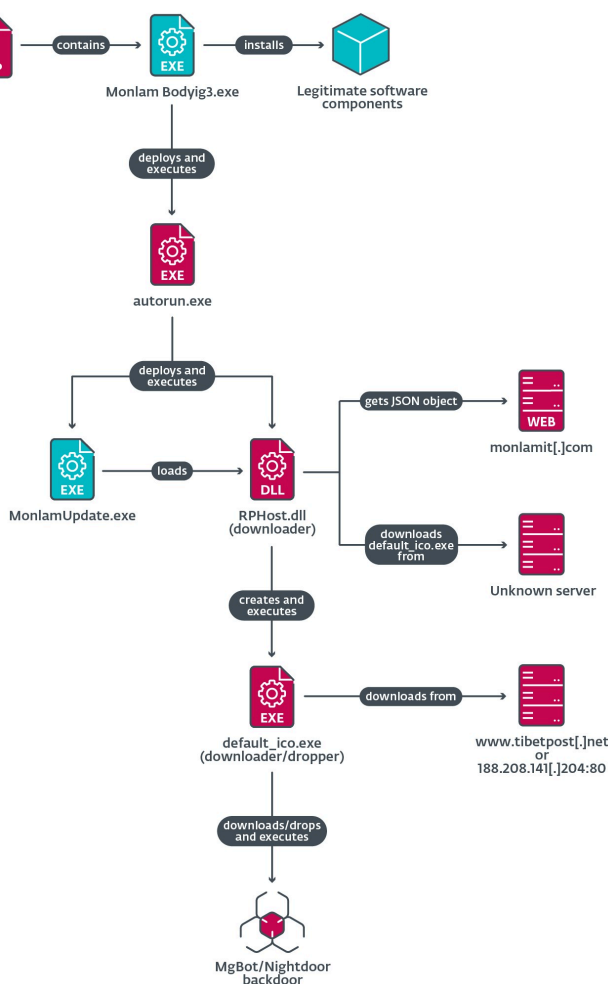 contains
installs
EXE
Monlam Bodyig3.exe
Legitimate software
components
deploys and
executes
EXE
autorun.exe
deploys and
executes
gets JSON object
WEB
monlamit[.]com
EXE
loads
DLL
MonlamUpdate.exe
RPHost.dll
(downloader)
downloads
default_ico.exe
from
Unknown server
creates and
executes
EXE
downloads from
default_ico.exe
(downloader/dropper)
www.tibetpost[.]net
or
188.208.141[.]204:80
downloads/drops
and executes
MgBot/Nightdoor
backdoor